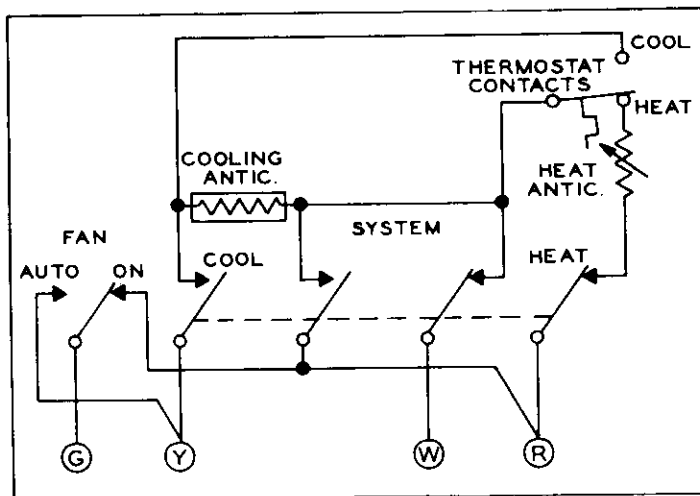 COOL
THERMOSTAT
CONTACTS
HEAT
COOLING
ANTIC.
HEAT
ANTIC.
FAN
SYSTEM
AUTO ON
COOL
HEAT
G
Y
W
R